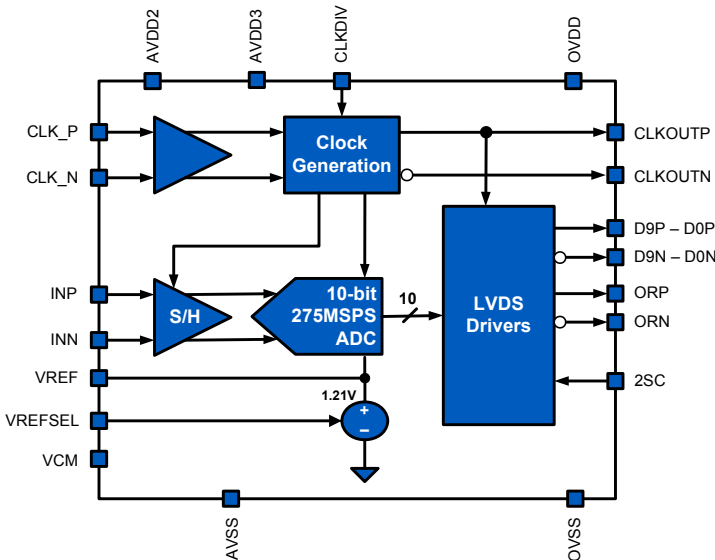 AVDD2
AVDD3
CLKDIV
OVDD
CLK_P
CLK_N
Clock
Generation
CLKOUTP
CLKOUTN
D9P – D0P
D9N – D0N
INP
INN
S/H
10-bit
275MSPS
ADC
10
LVDS
Drivers
ORP
ORN
VREF
1.21V
2SC
VREFSEL
+
–
VCM
AVSS
OVSS